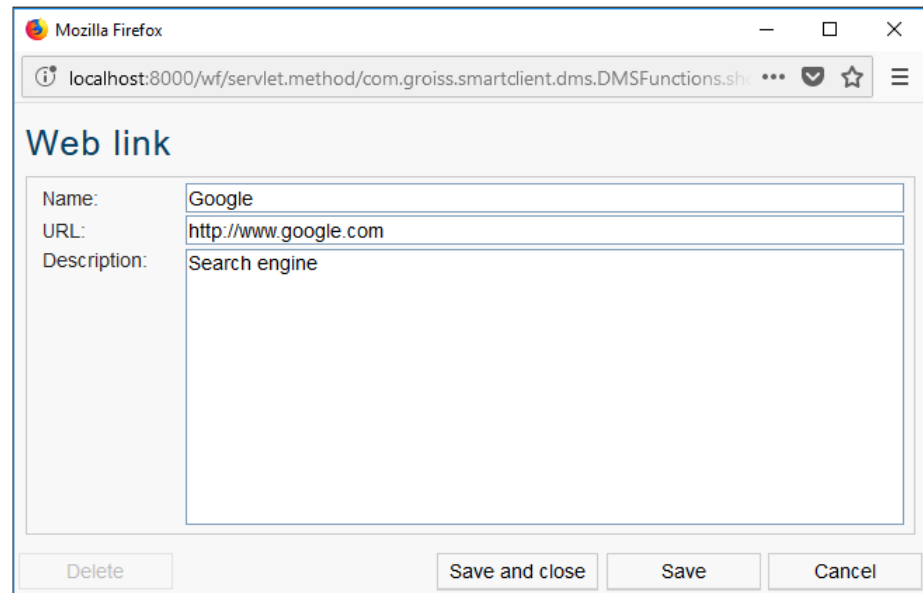 Mozilla Firefox
localhost:8000/wf/servlet.method/com.groiss.smartclient.dms.DMSFunctions.sh
Web link
Name: Google
URL: http://www.google.com
Description: Search engine
Delete Save and close Save Cancel